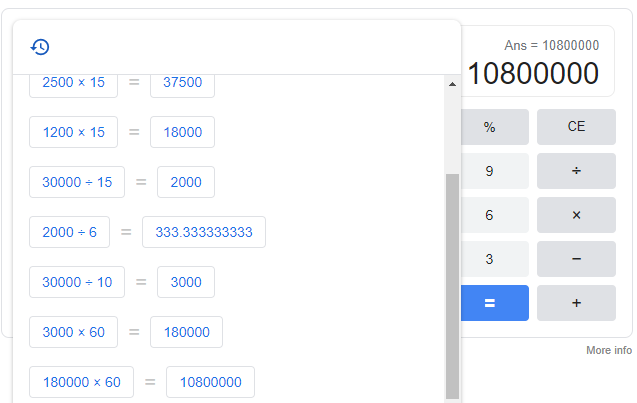 Ans = 10800000
10800000
2500 × 15 = 37500
1200 × 15 = 18000
30000 ÷ 15 = 2000
2000 ÷ 6 = 333.333333333
30000 ÷ 10 = 3000
3000 × 60 = 180000
180000 × 60 = 10800000
% CE
9 ÷
6 ×
3 −
= +
More info